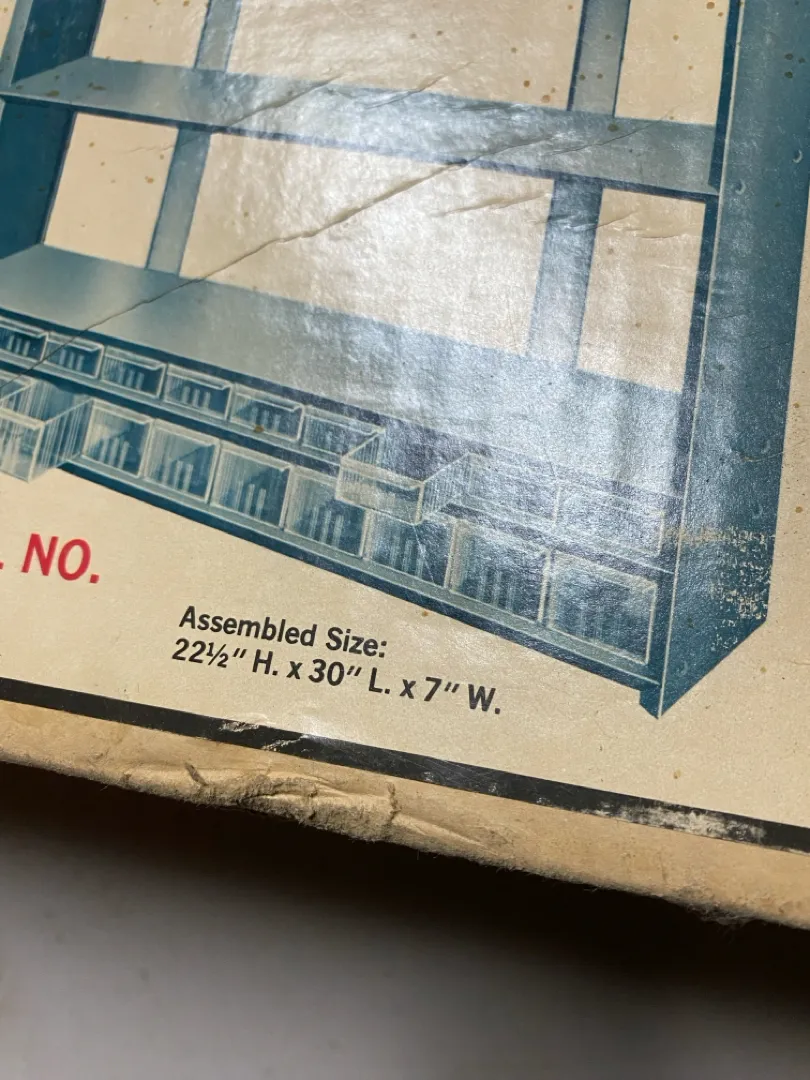 . NO.
Assembled Size:
22½" H. x 30" L. x 7" W.